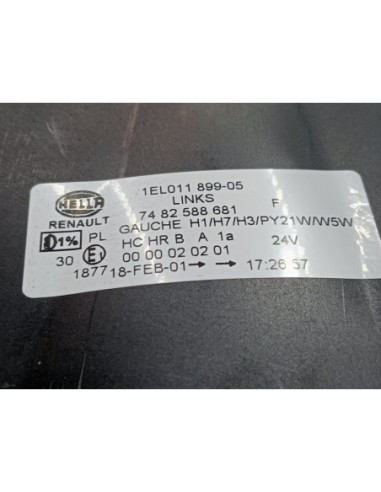 HELLA
1EL011 899-05
LINKS F
RENAULT 74 82 588 681
GAUCHE H1/H7/H3/PY21W/W5W
1% PL HC HR B A 1a 24V
30 E1 00 00 02 02 01
1877 18-FEB-01 → → 17:26:57